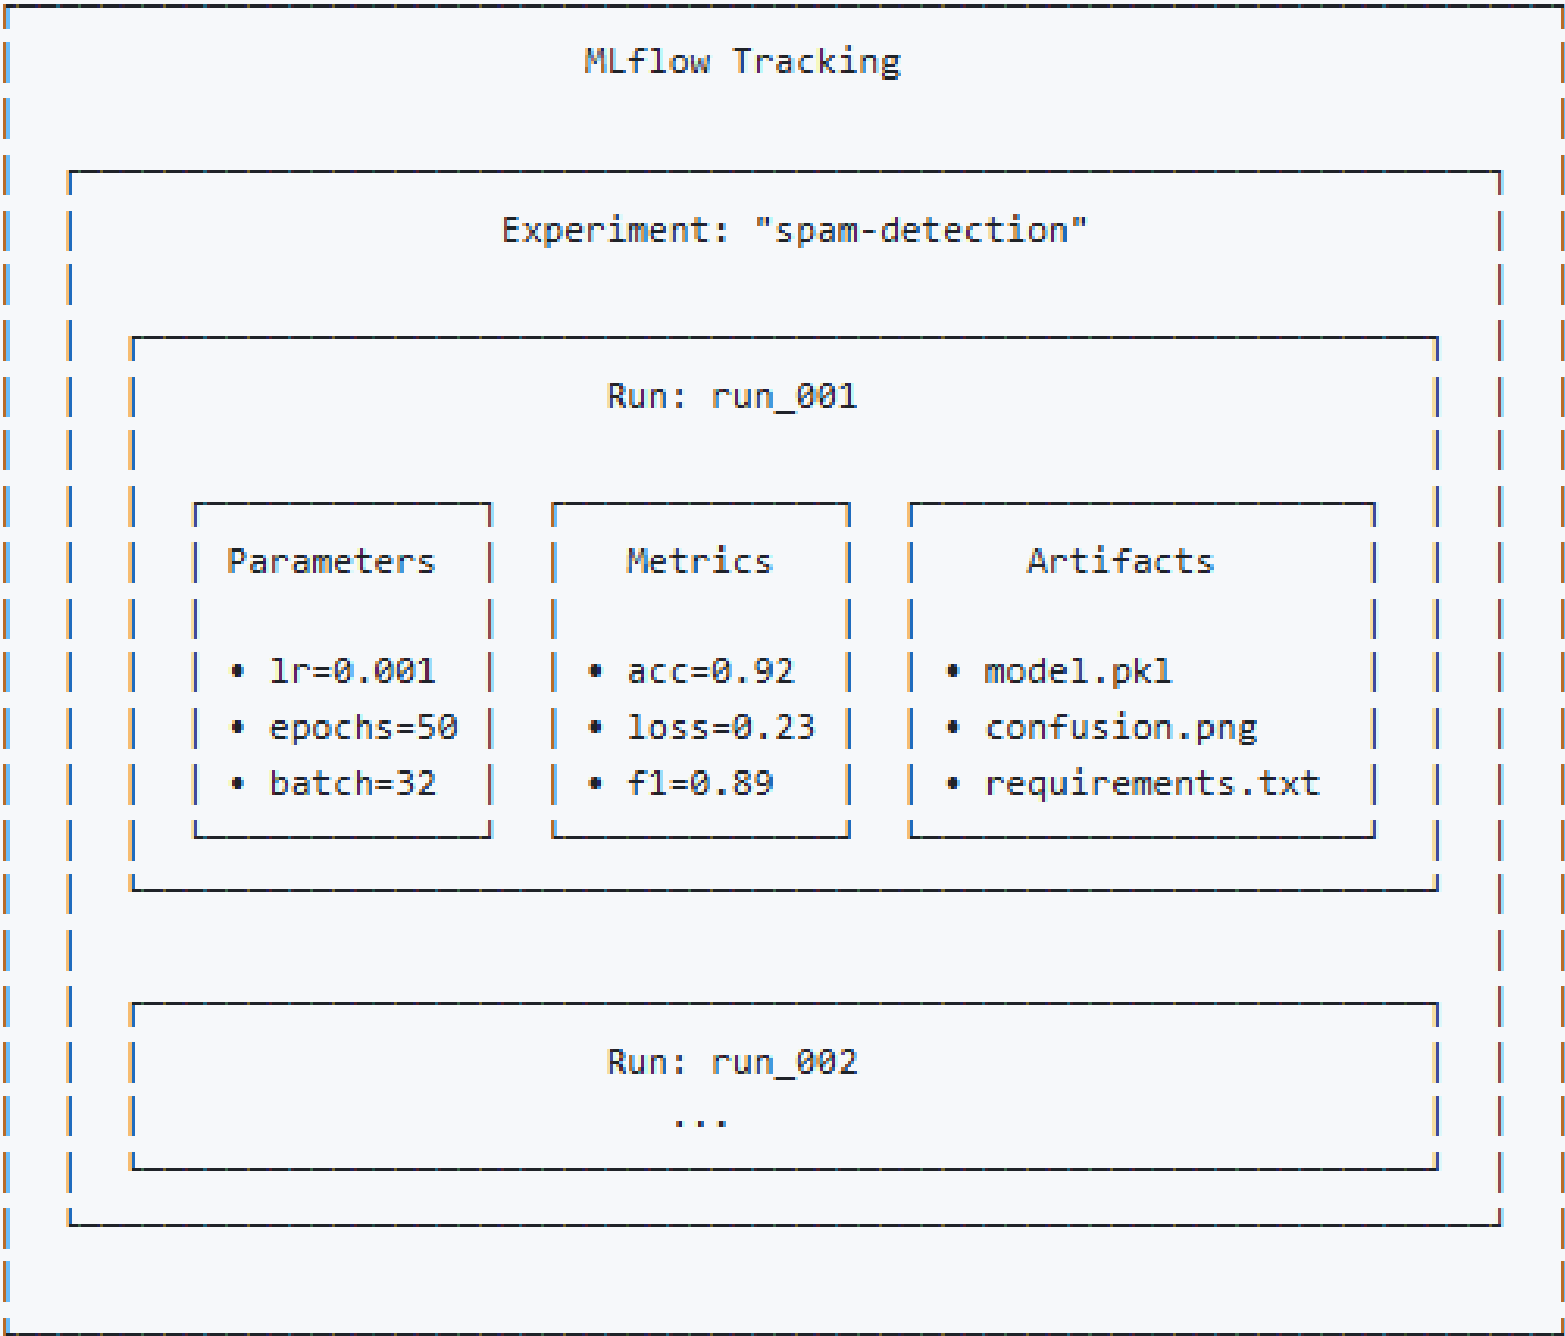 MLflow Tracking
Experiment: "spam-detection"
Run: run_001
Parameters
• lr=0.001
• epochs=50
• batch=32
Metrics
• acc=0.92
• loss=0.23
• f1=0.89
Artifacts
• model.pkl
• confusion.png
• requirements.txt
Run: run_002
...